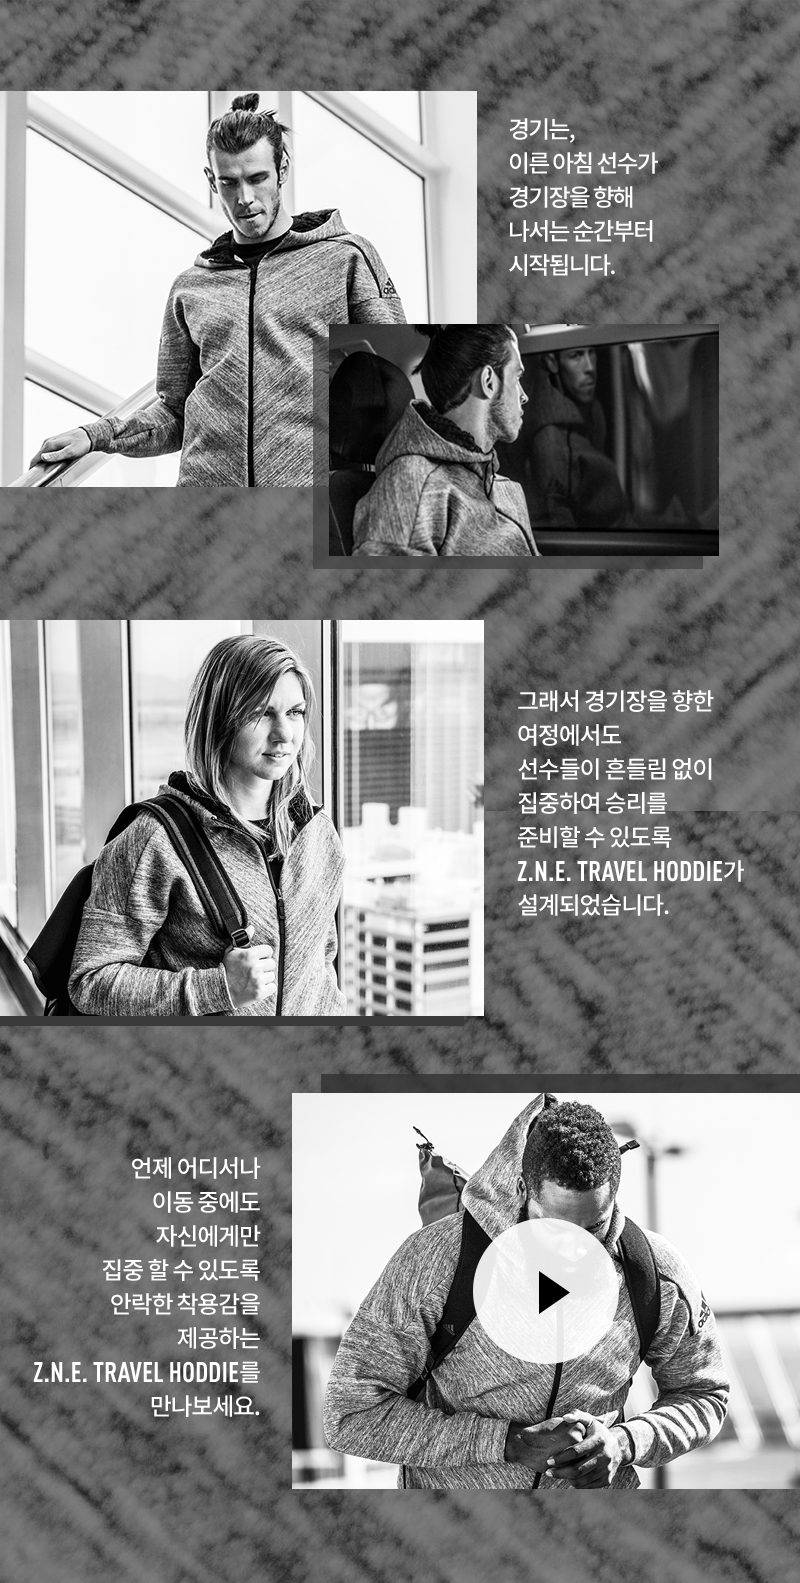 경기는,
이른 아침 선수가
경기장을 향해
나서는 순간부터
시작됩니다.
그래서 경기장을 향한
여정에서도
선수들이 흔들림 없이
집중하여 승리를
준비할 수 있도록
Z.N.E. TRAVEL HODDIE가
설계되었습니다.
언제 어디서나
이동 중에도
자신에게만
집중 할 수 있도록
안락한 착용감을
제공하는
Z.N.E. TRAVEL HODDIE를
만나보세요.